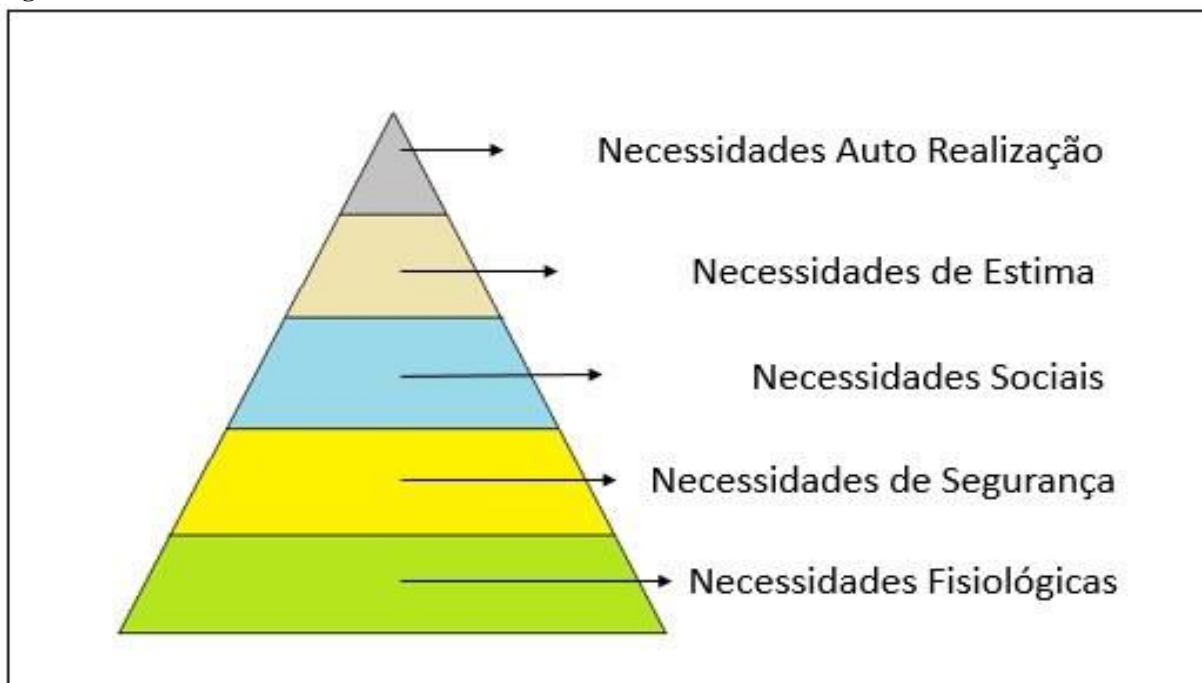 Necessidades Auto Realização
Necessidades de Estima
Necessidades Sociais
Necessidades de Segurança
Necessidades Fisiológicas